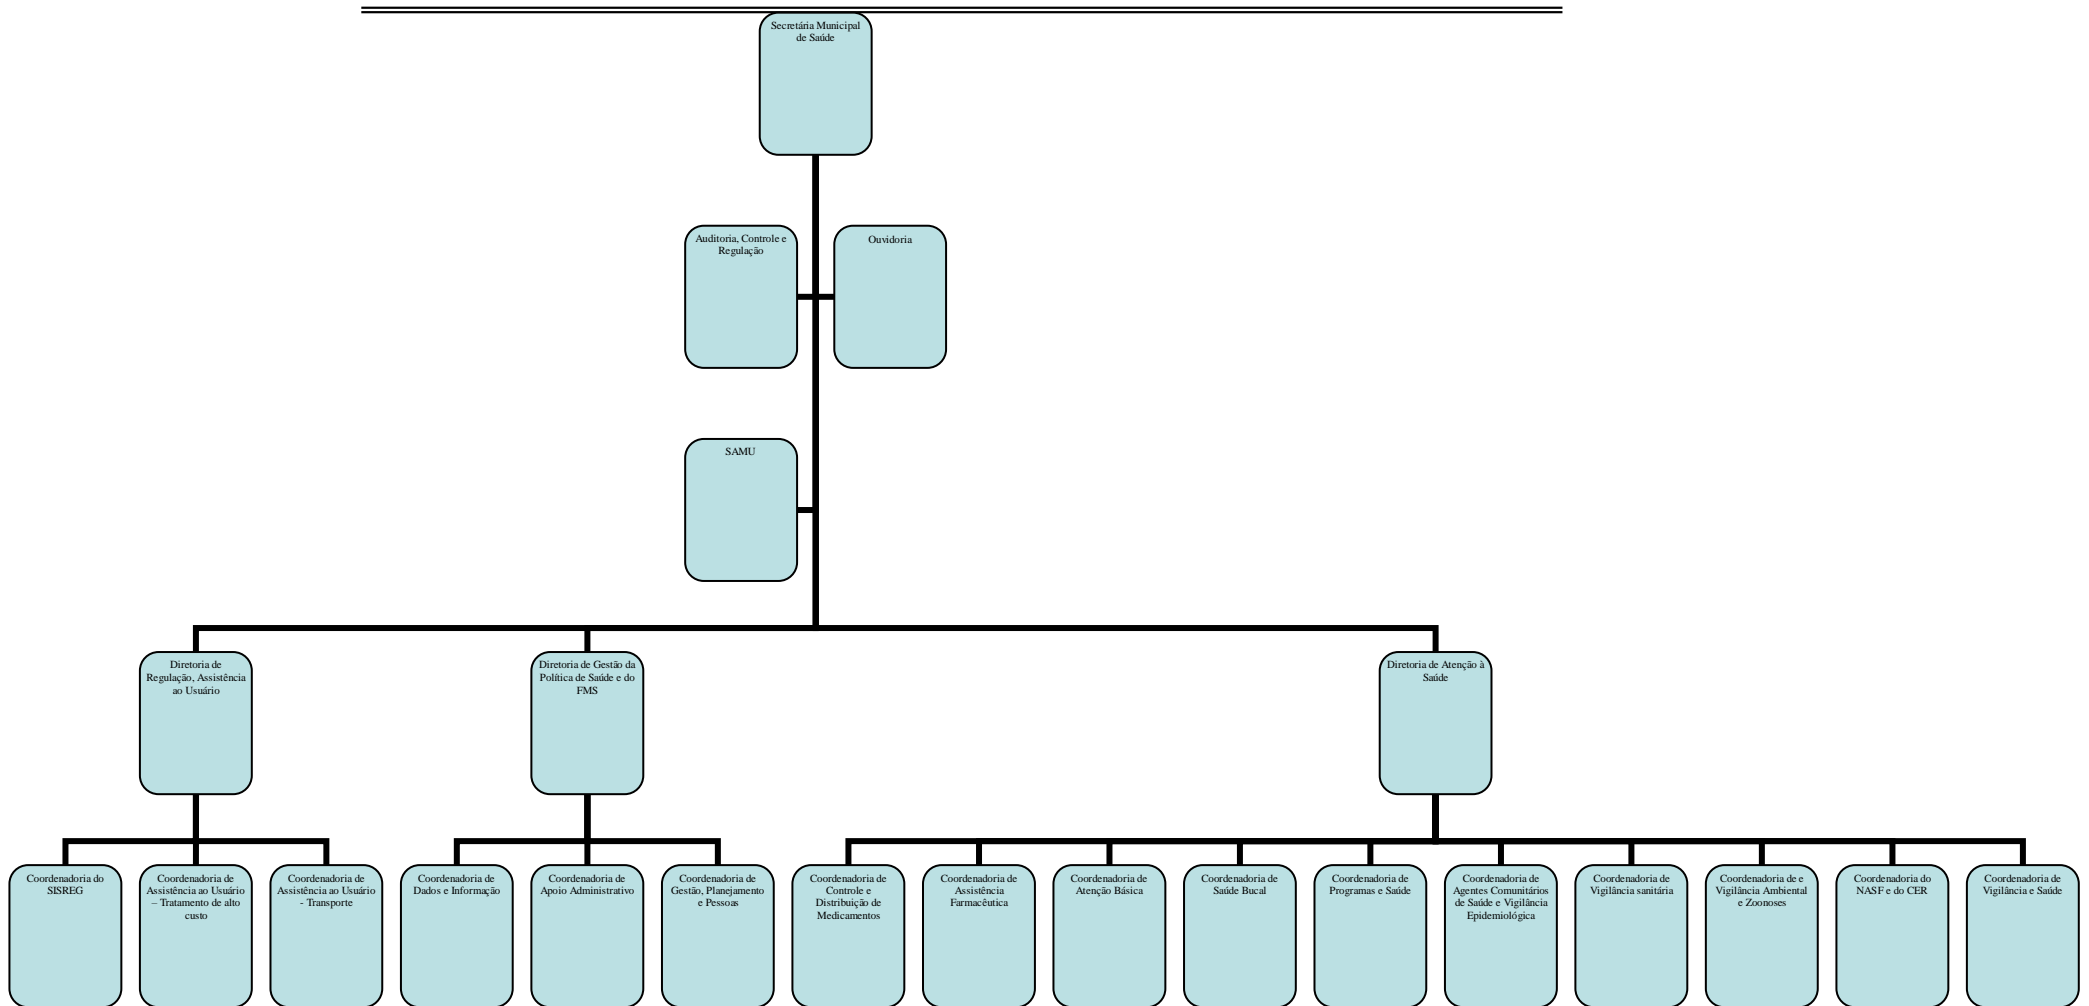 Secretária Municipal
de Saúde
Auditoria, Controle e
Regulação
Ouvidoria
SAMU
Diretoria de
Regulação, Assistência
ao Usuário
Diretoria de Gestão da
Política de Saúde e do
FMS
Diretoria de Atenção à
Saúde
Coordenadoria do
SISREG
Coordenadoria de
Assistência ao Usuário
– Tratamento de alto
custo
Coordenadoria de
Assistência ao Usuário
- Transporte
Coordenadoria de
Dados e Informação
Coordenadoria de
Apoio Administrativo
Coordenadoria de
Gestão, Planejamento
e Pessoas
Coordenadoria de
Controle e
Distribuição de
Medicamentos
Coordenadoria de
Assistência
Farmacêutica
Coordenadoria de
Atenção Básica
Coordenadoria de
Saúde Bucal
Coordenadoria de
Programas e Saúde
Coordenadoria de
Agentes Comunitários
de Saúde e Vigilância
Epidemiológica
Coordenadoria de
Vigilância sanitária
Coordenadoria de e
Vigilância Ambiental
e Zoonoses
Coordenadoria do
NASF e do CER
Coordenadoria de
Vigilância e Saúde